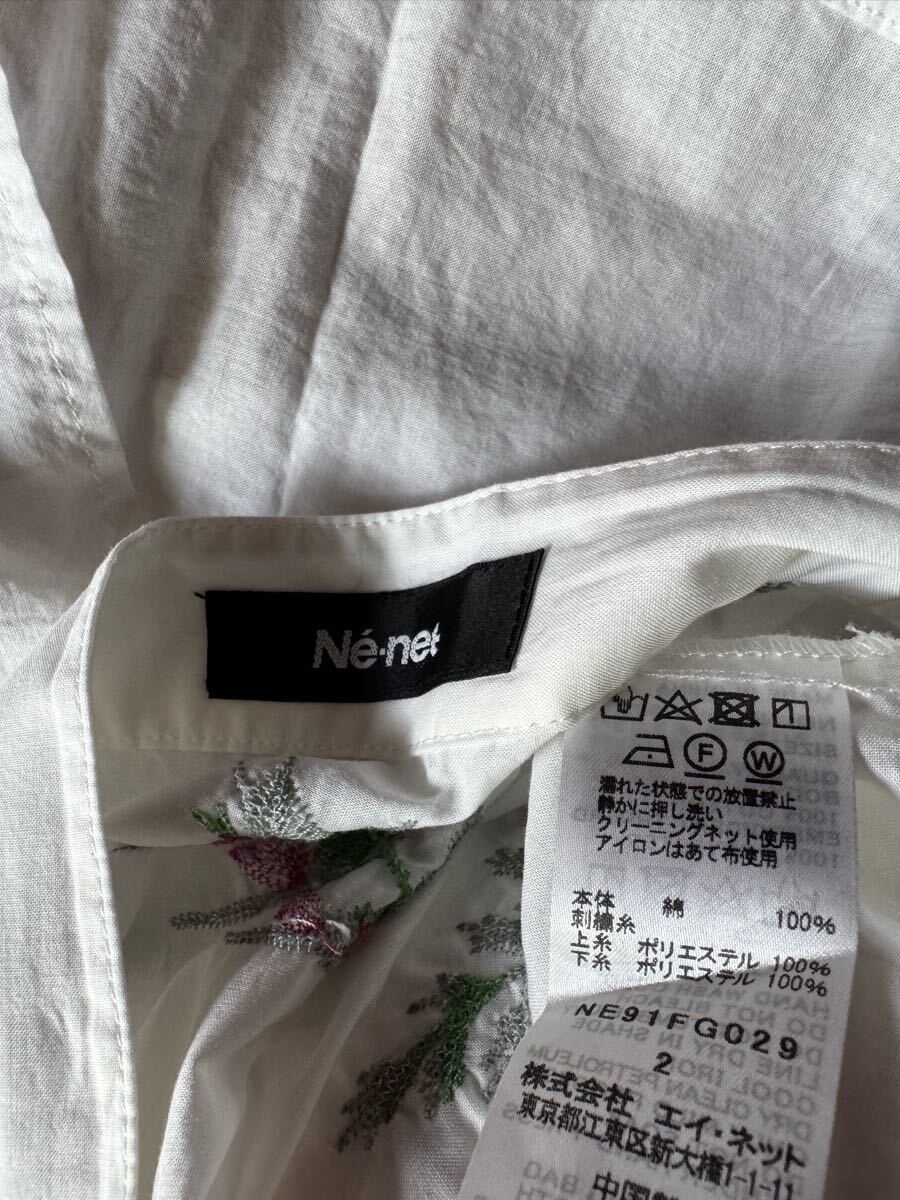 Né-net
F W
濡れた状態での放置禁止
静かに押し洗い
クリーニングネット使用
アイロンはあて布使用
本体 綿 100%
刺繍糸
上糸 ポリエステル 100%
下糸 ポリエステル 100%
NE91FG029
2
株式会社 エイ・ネット
東京都江東区新大橋1-1-11
中国製